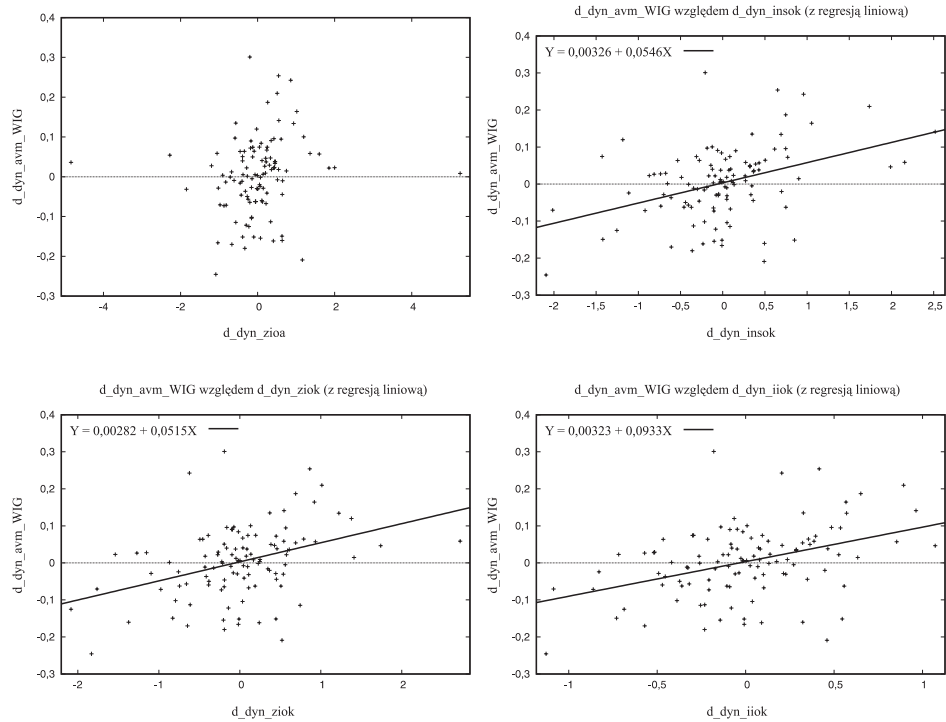 0,4
0,3
0,2
0,1
0
-0,1
-0,2
-0,3
d_dyn_avm_WIG
-4 -2 0 2 4
d_dyn_zioa
d_dyn_avm_WIG względem d_dyn_insok (z regresją liniową)
Y = 0,00326 + 0,0546X
0,4
0,3
0,2
0,1
0
-0,1
-0,2
-0,3
d_dyn_avm_WIG
-2 -1,5 -1 -0,5 0 0,5 1 1,5 2 2,5
d_dyn_insok
d_dyn_avm_WIG względem d_dyn_ziok (z regresją liniową)
Y = 0,00282 + 0,0515X
0,4
0,3
0,2
0,1
0
-0,1
-0,2
-0,3
d_dyn_avm_WIG
-2 -1 0 1 2
d_dyn_ziok
d_dyn_avm_WIG względem d_dyn_iiok (z regresją liniową)
Y = 0,00323 + 0,0933X
0,4
0,3
0,2
0,1
0
-0,1
-0,2
-0,3
d_dyn_avm_WIG
-1 -0,5 0 0,5 1
d_dyn_iiok